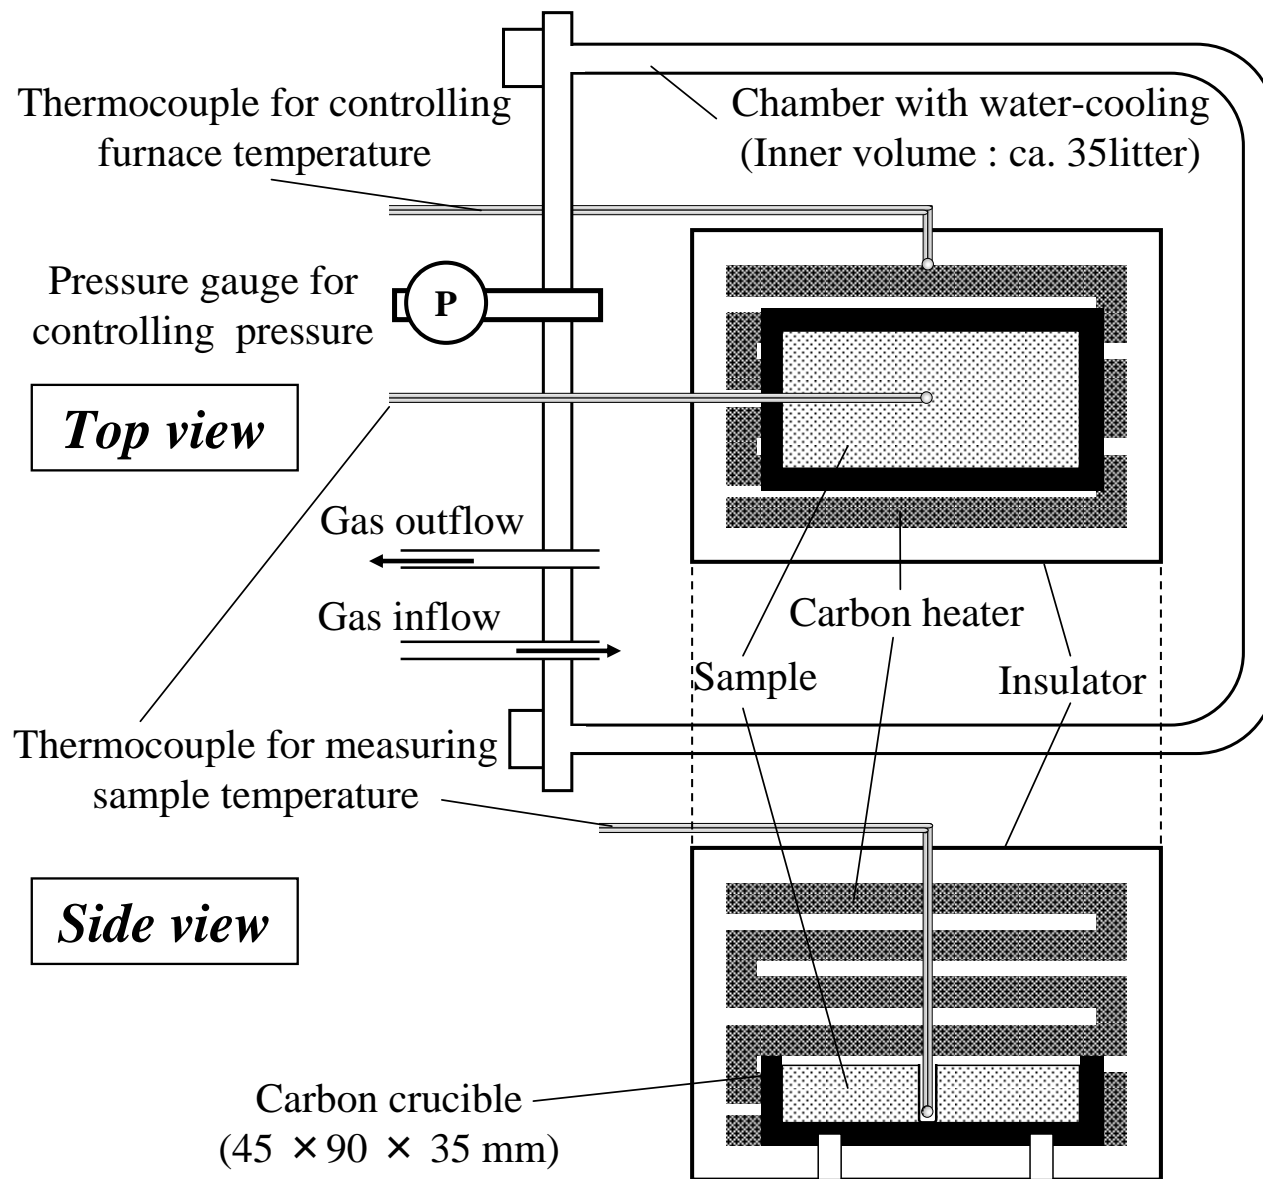 Thermocouple for controlling
furnace temperature
Chamber with water-cooling
(Inner volume : ca. 35litter)
Pressure gauge for
controlling pressure
P
Top view
Gas outflow
Gas inflow
Carbon heater
Sample
Insulator
Thermocouple for measuring
sample temperature
Side view
Carbon crucible
(45 × 90 × 35 mm)